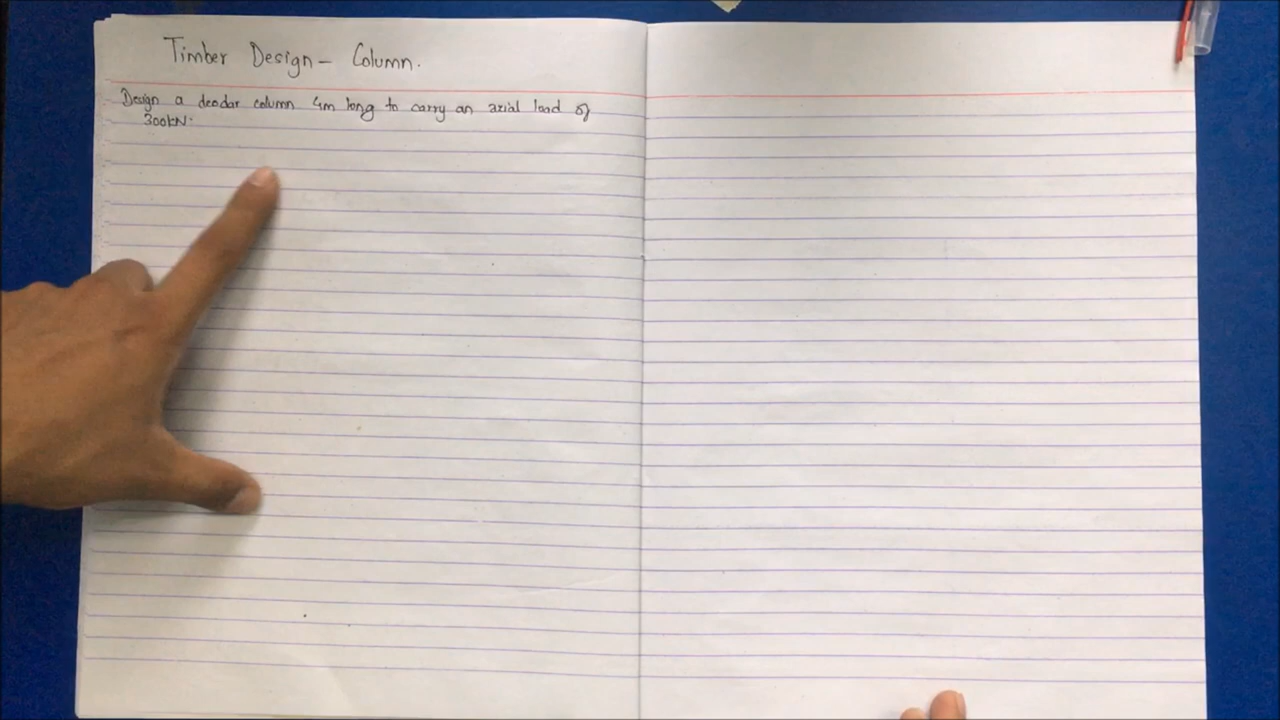 Timber Design - Column.
Design a deodar column 4m long to carry an axial load of
300kN.